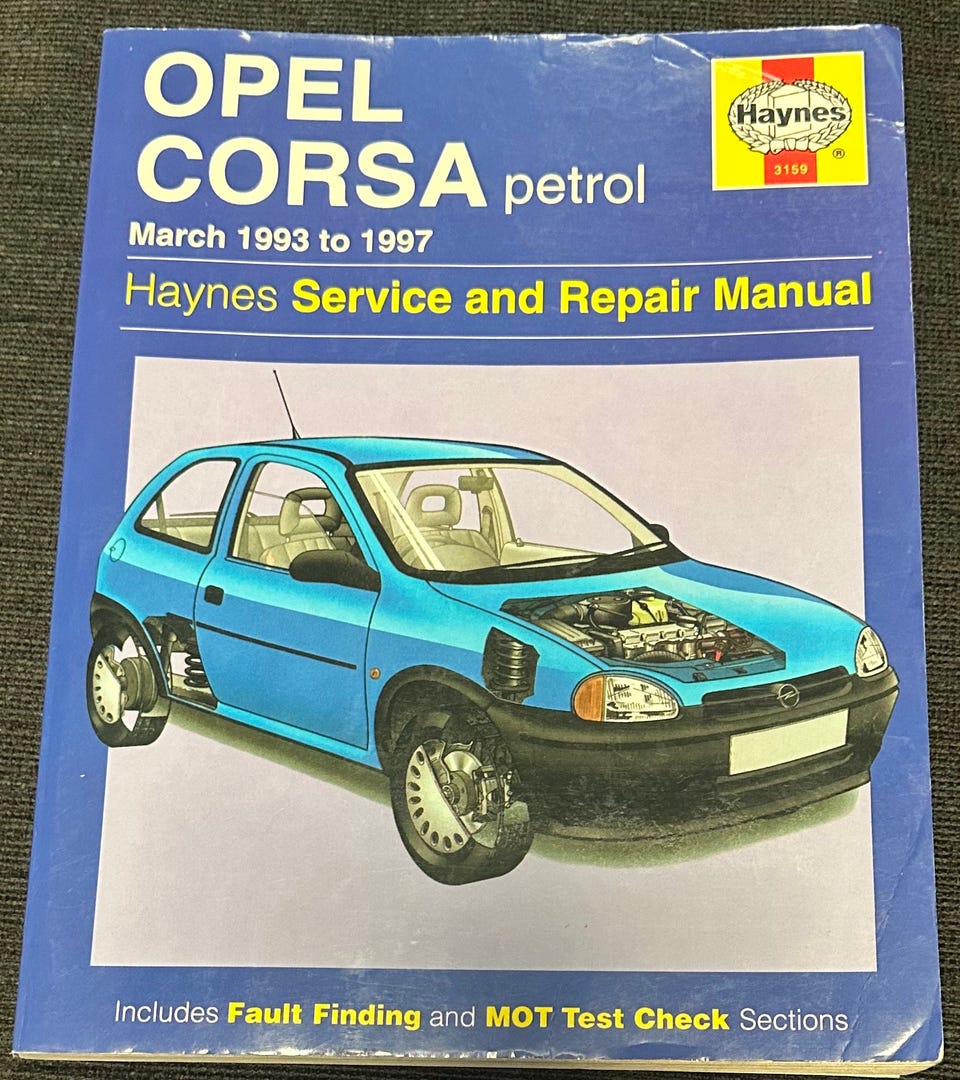 OPEL
CORSA petrol
March 1993 to 1997
Haynes Service and Repair Manual
Haynes
®
3159
Includes Fault Finding and MOT Test Check Sections